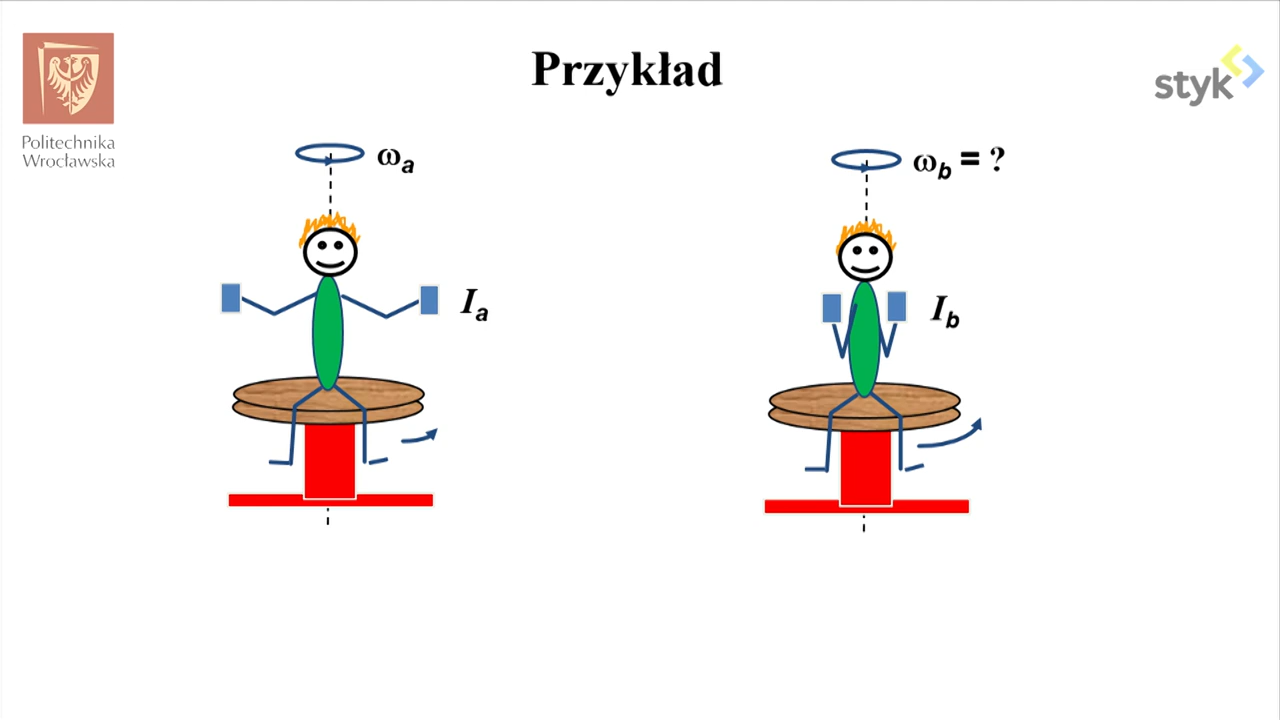 Przykład
Politechnika
Wrocławska
styk
ωa
ωb = ?
Ia
Ib